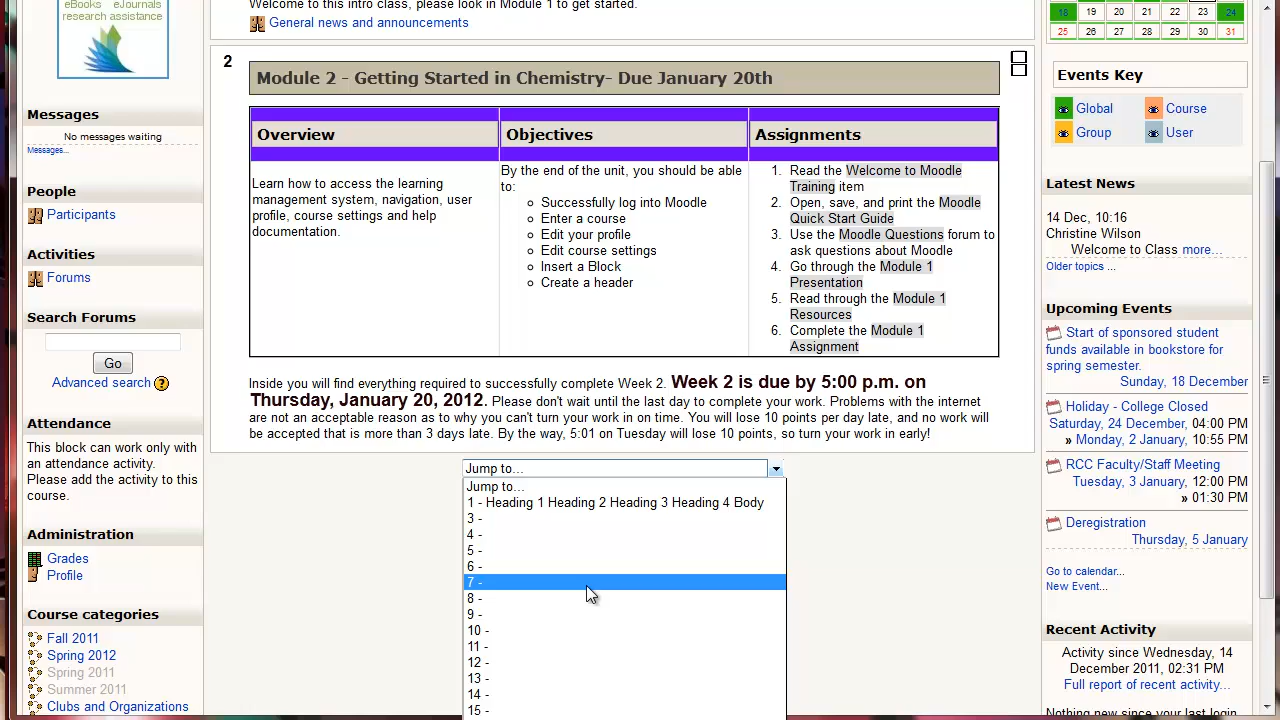 eBooks eJournals
research assistance
Messages
No messages waiting
Messages...
People
Participants
Activities
Forums
Search Forums
Go
Advanced search ?
Attendance
This block can work only with
an attendance activity.
Please add the activity to this
course.
Administration
Grades
Profile
Course categories
Fall 2011
Spring 2012
Spring 2011
Summer 2011
Clubs and Organizations
Welcome to this intro class, please look in Module 1 to get started.
General news and announcements
2
Module 2 - Getting Started in Chemistry- Due January 20th
Overview
Learn how to access the learning
management system, navigation, user
profile, course settings and help
documentation.
Objectives
By the end of the unit, you should be able
to:
Successfully log into Moodle
Enter a course
Edit your profile
Edit course settings
Insert a Block
Create a header
Assignments
1. Read the Welcome to Moodle
Training item
2. Open, save, and print the Moodle
Quick Start Guide
3. Use the Moodle Questions forum to
ask questions about Moodle
4. Go through the Module 1
Presentation
5. Read through the Module 1
Resources
6. Complete the Module 1
Assignment
Inside you will find everything required to successfully complete Week 2. Week 2 is due by 5:00 p.m. on
Thursday, January 20, 2012. Please don't wait until the last day to complete your work. Problems with the internet
are not an acceptable reason as to why you can't turn your work in on time. You will lose 10 points per day late, and no work will
be accepted that is more than 3 days late. By the way, 5:01 on Tuesday will lose 10 points, so turn your work in early!
Jump to...
Jump to...
1 - Heading 1 Heading 2 Heading 3 Heading 4 Body
3 -
4 -
5 -
6 -
7 -
8 -
9 -
10 -
11 -
12 -
13 -
14 -
15 -
18 19 20 21 22 23 24
25 26 27 28 29 30 31
Events Key
Global Course
Group User
Latest News
14 Dec, 10:16
Christine Wilson
Welcome to Class more...
Older topics ...
Upcoming Events
Start of sponsored student
funds available in bookstore for
spring semester.
Sunday, 18 December
Holiday - College Closed
Saturday, 24 December, 04:00 PM
» Monday, 2 January, 10:55 PM
RCC Faculty/Staff Meeting
Tuesday, 3 January, 12:00 PM
» 01:30 PM
Deregistration
Thursday, 5 January
Go to calendar...
New Event...
Recent Activity
Activity since Wednesday, 14
December 2011, 02:31 PM
Full report of recent activity...
Nothing new since your last login